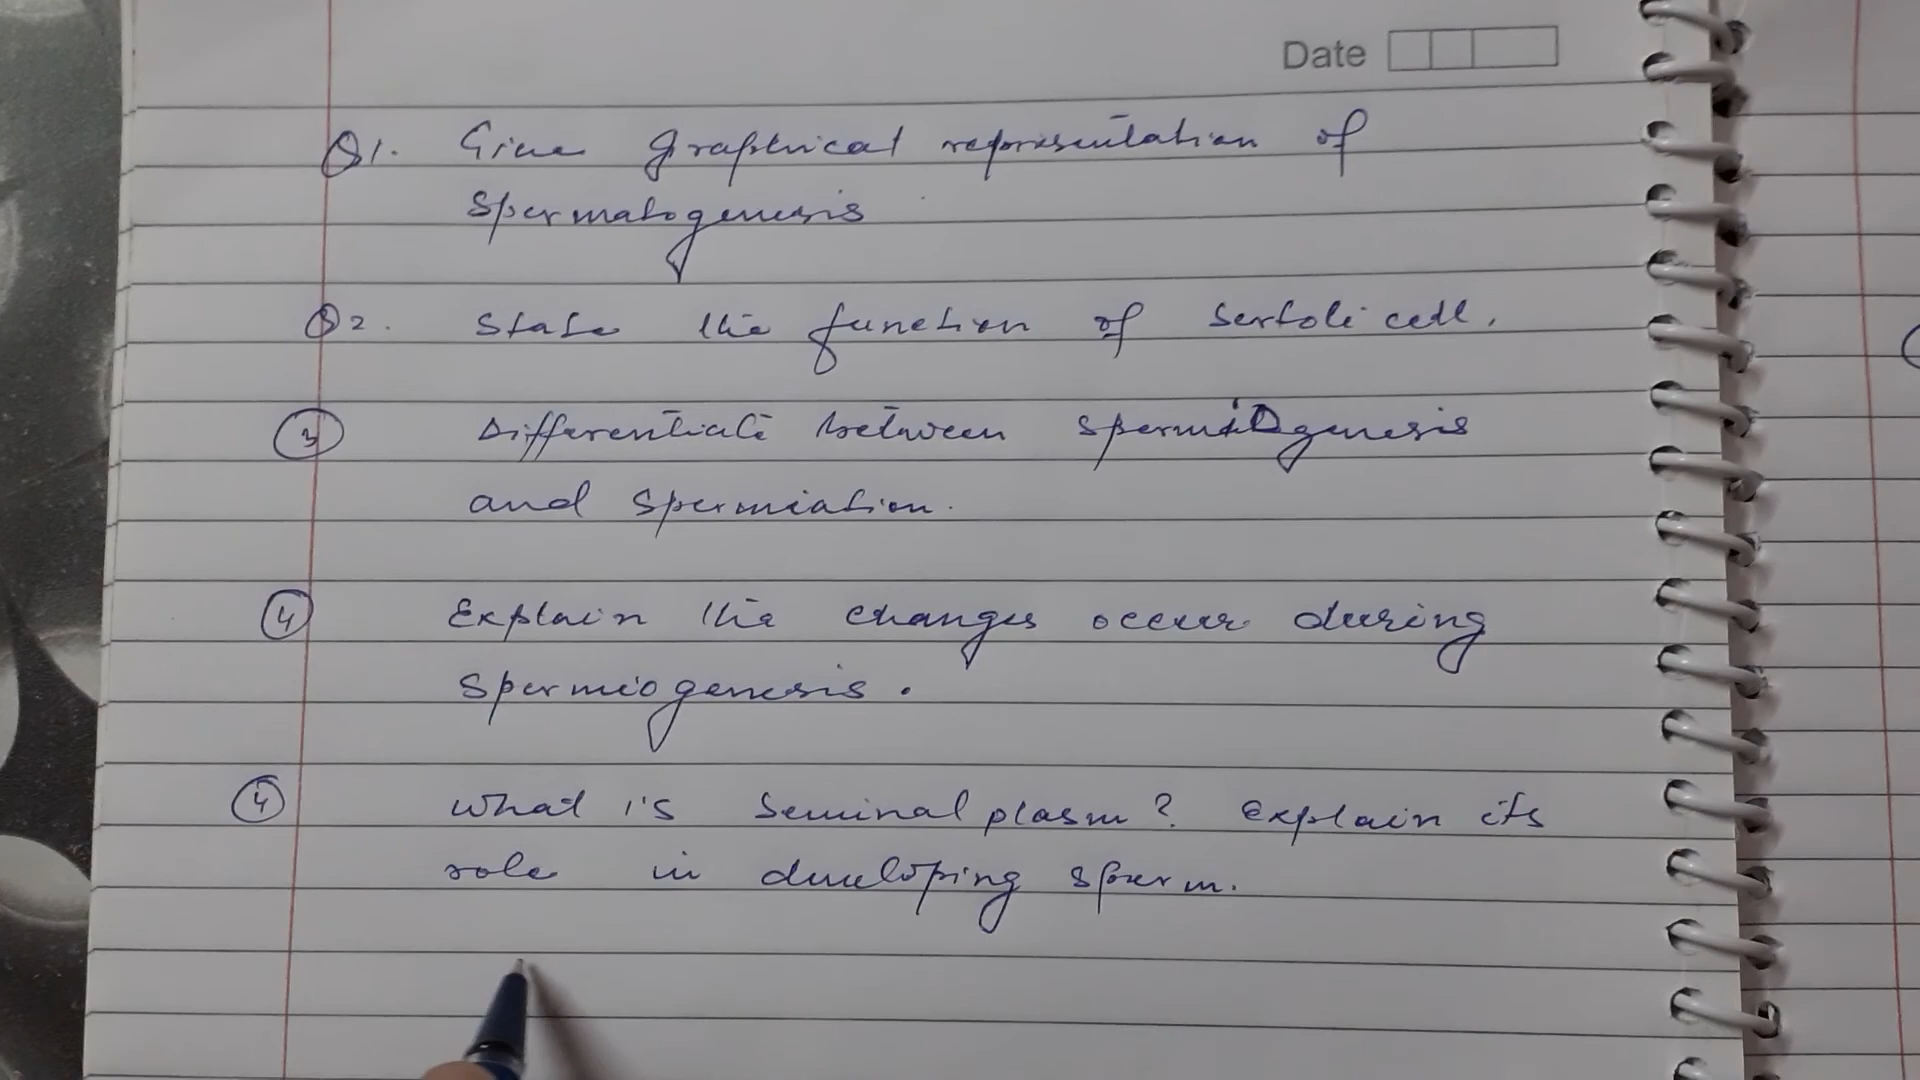 Date
Q1. Give graphical representation of
spermatogenesis
Q2. State the function of sertoli cell.
3 Differentiate between spermatogenesis
and spermiation.
4 Explain the changes occur during
spermiogenesis.
4 What is seminal plasm? Explain its
role in developing sperm.